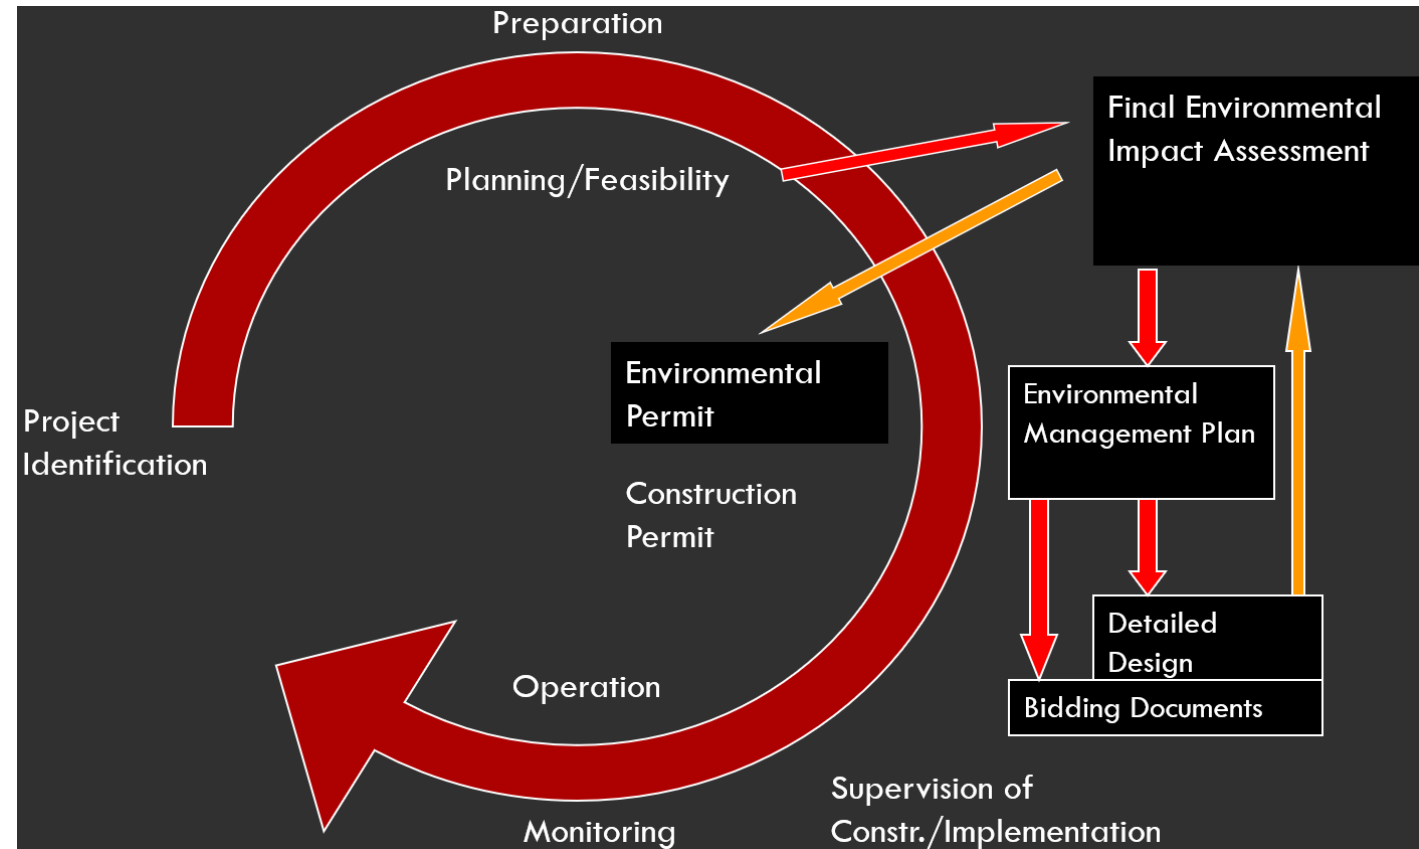 Preparation
Final Environmental
Impact Assessment
Planning/Feasibility
Environmental
Permit
Environmental
Management Plan
Project
Identification
Construction
Permit
Detailed
Design
Operation
Bidding Documents
Supervision of
Constr./Implementation
Monitoring